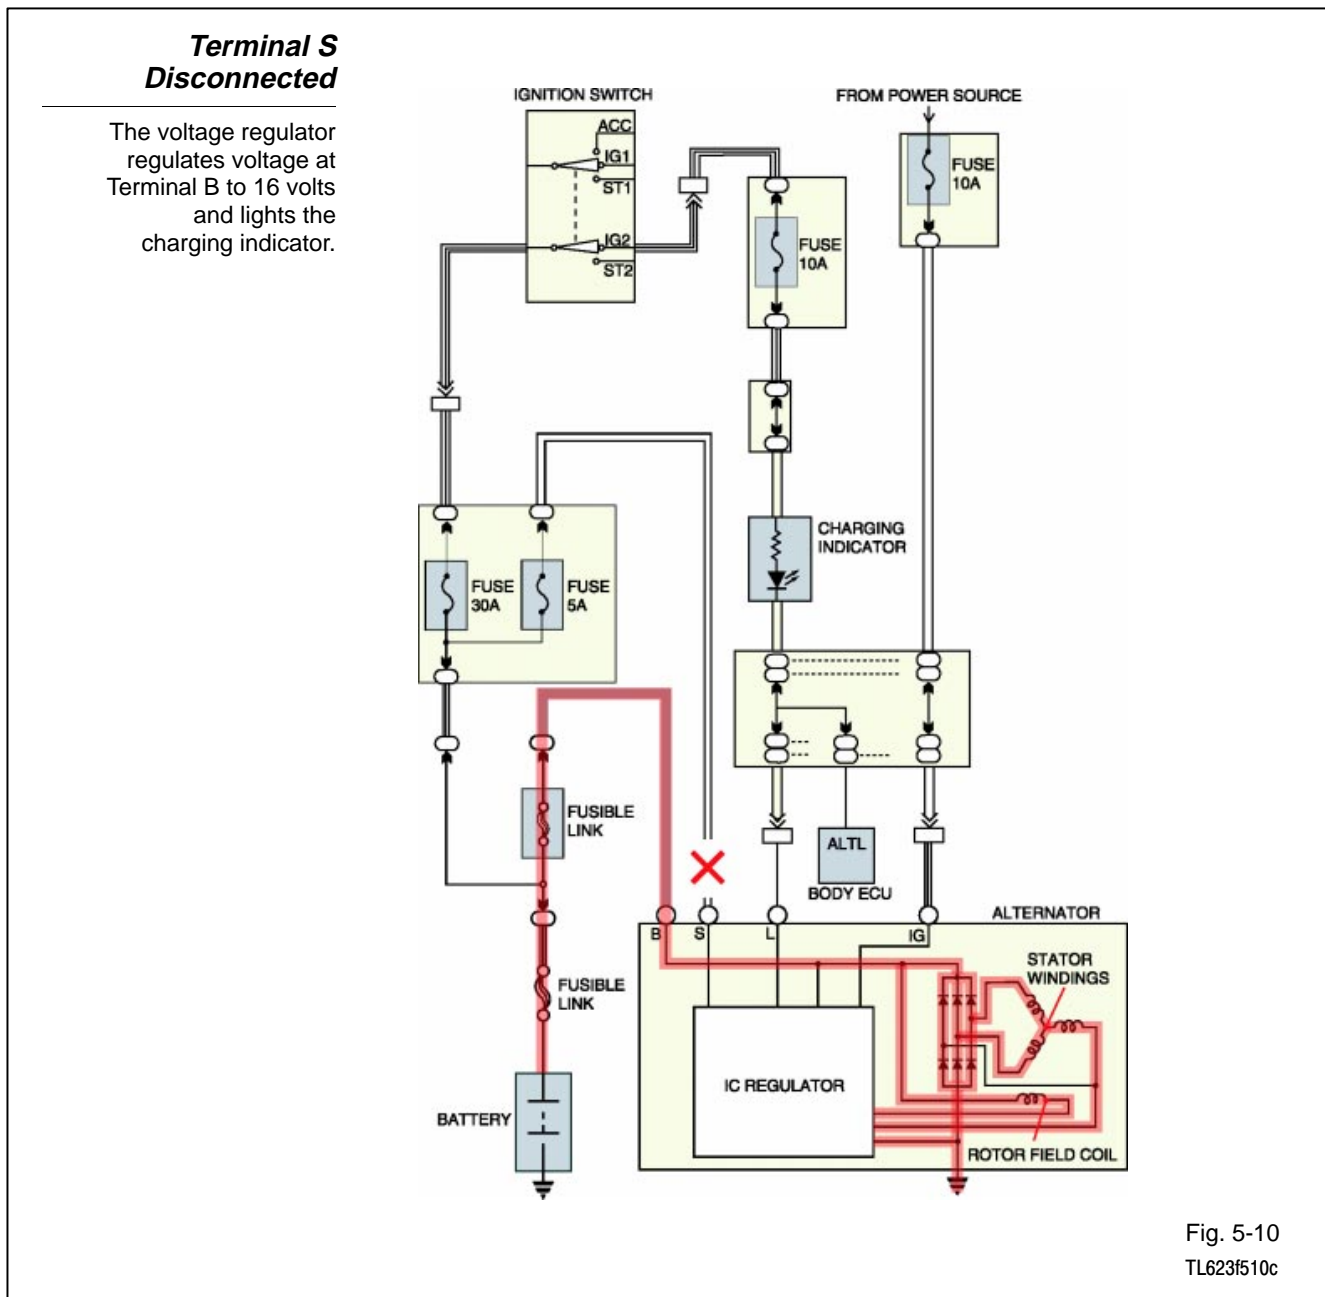 Terminal S
Disconnected
The voltage regulator
regulates voltage at
Terminal B to 16 volts
and lights the
charging indicator.
IGNITION SWITCH
FROM POWER SOURCE
ACC
IG1
ST1
IG2
ST2
FUSE
10A
FUSE
10A
CHARGING
INDICATOR
FUSE
30A
FUSE
5A
FUSIBLE
LINK
ALTL
BODY ECU
ALTERNATOR
B
S
L
IG
STATOR
WINDINGS
FUSIBLE
LINK
IC REGULATOR
BATTERY
ROTOR FIELD COIL
Fig. 5-10
TL623f510c